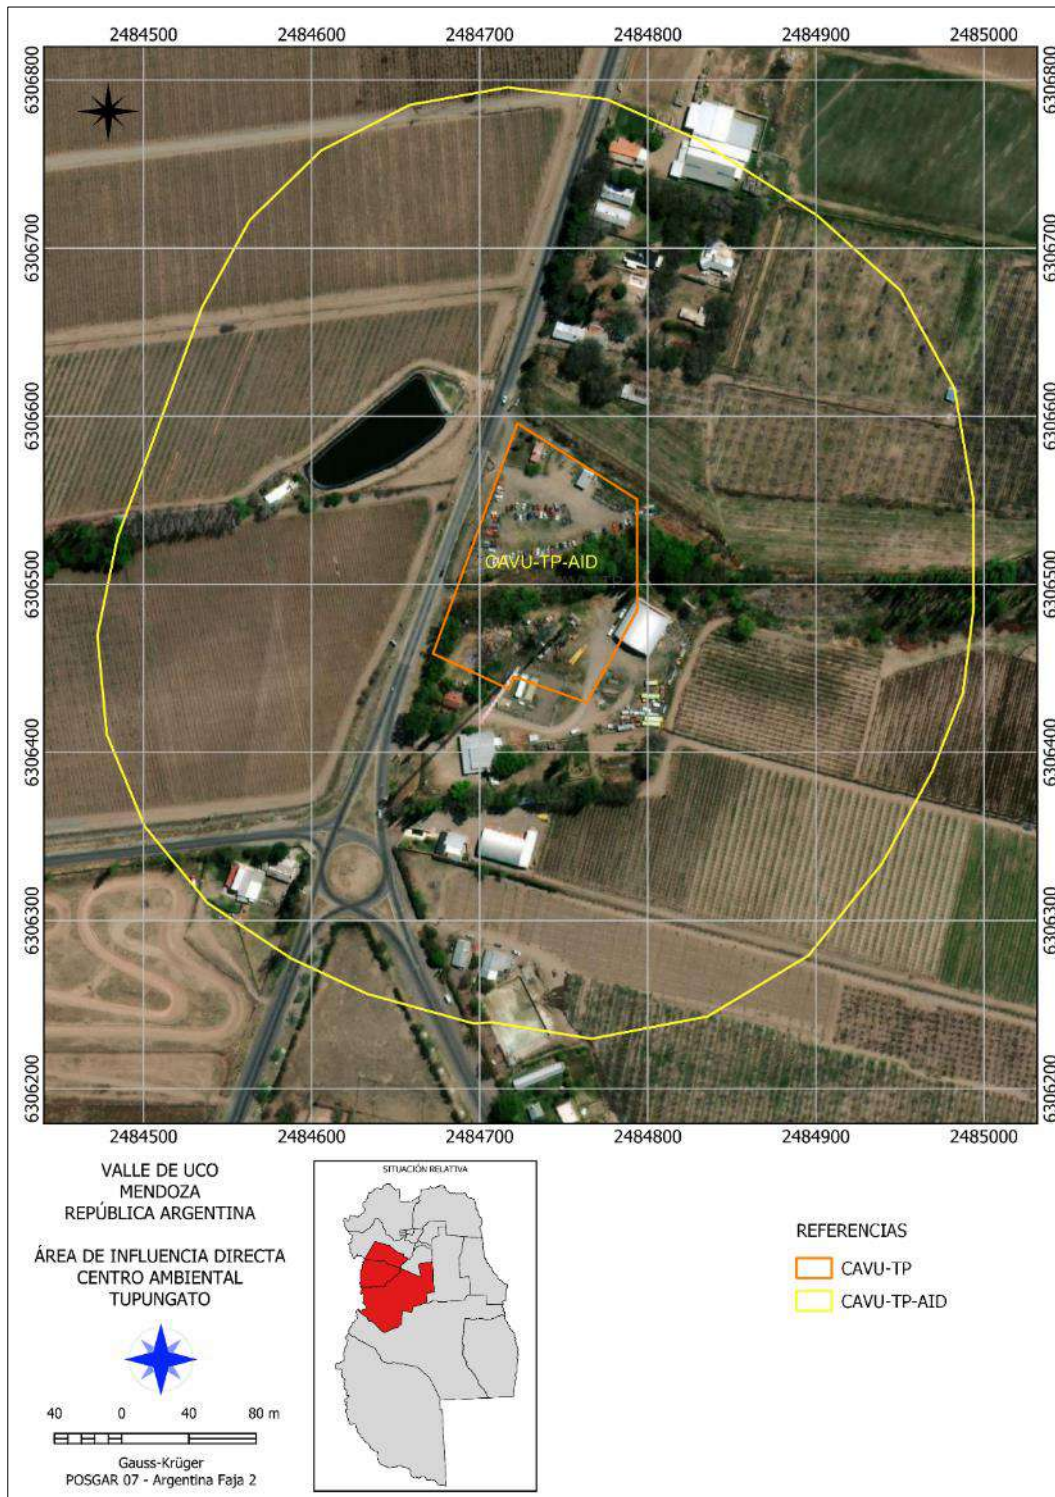 2484500 2484600 2484700 2484800 2484900 2485000
6306800 6306800
6306700 6306700
6306600 6306600
6306500 6306500
6306400 6306400
6306300 6306300
6306200 6306200
CAVU-TP-AID
2484500 2484600 2484700 2484800 2484900 2485000
VALLE DE UCO
MENDOZA
REPÚBLICA ARGENTINA
ÁREA DE INFLUENCIA DIRECTA
CENTRO AMBIENTAL
TUPUNGATO
40 0 40 80 m
Gauss-Krüger
POSGAR 07 - Argentina Faja 2
SITUACIÓN RELATIVA
REFERENCIAS
CAVU-TP
CAVU-TP-AID